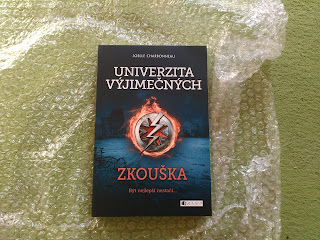 JOELLE CHARBONNEAU
UNIVERZITA
VÝJIMEČNÝCH
ZKOUŠKA
Být nejlepší nestačí...